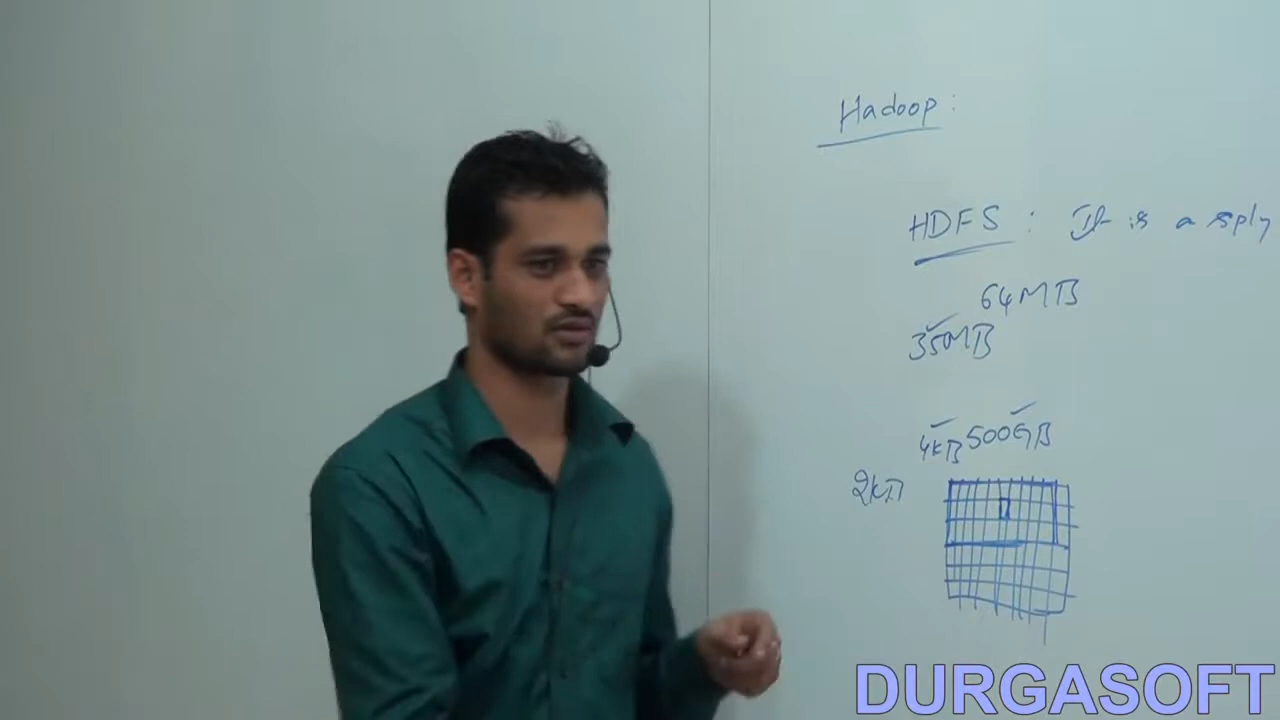 Hadoop :
HDFS : It is a sply
64MB
35MB
4KB 500GB
2KB
DURGASOFT